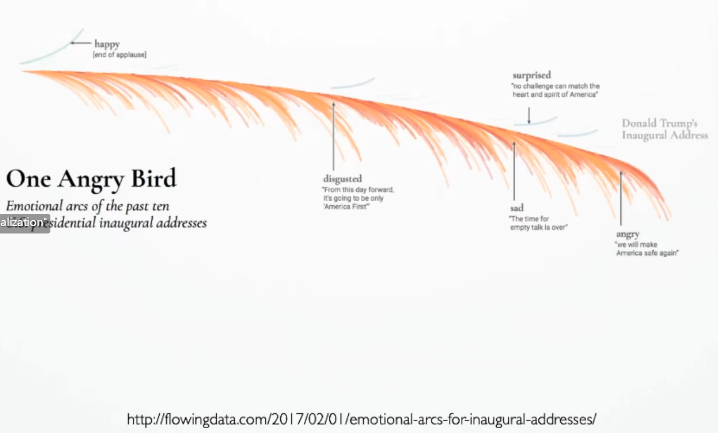 happy
[end of applause]
surprised
"no challenge can match the
heart and spirit of America"
Donald Trump's
Inaugural Address
One Angry Bird
Emotional arcs of the past ten
presidential inaugural addresses
alization
disgusted
"From this day forward,
it's going to be only
'America First'"
sad
"The time for
empty talk is over"
angry
"we will make
America safe again"
http://flowingdata.com/2017/02/01/emotional-arcs-for-inaugural-addresses/